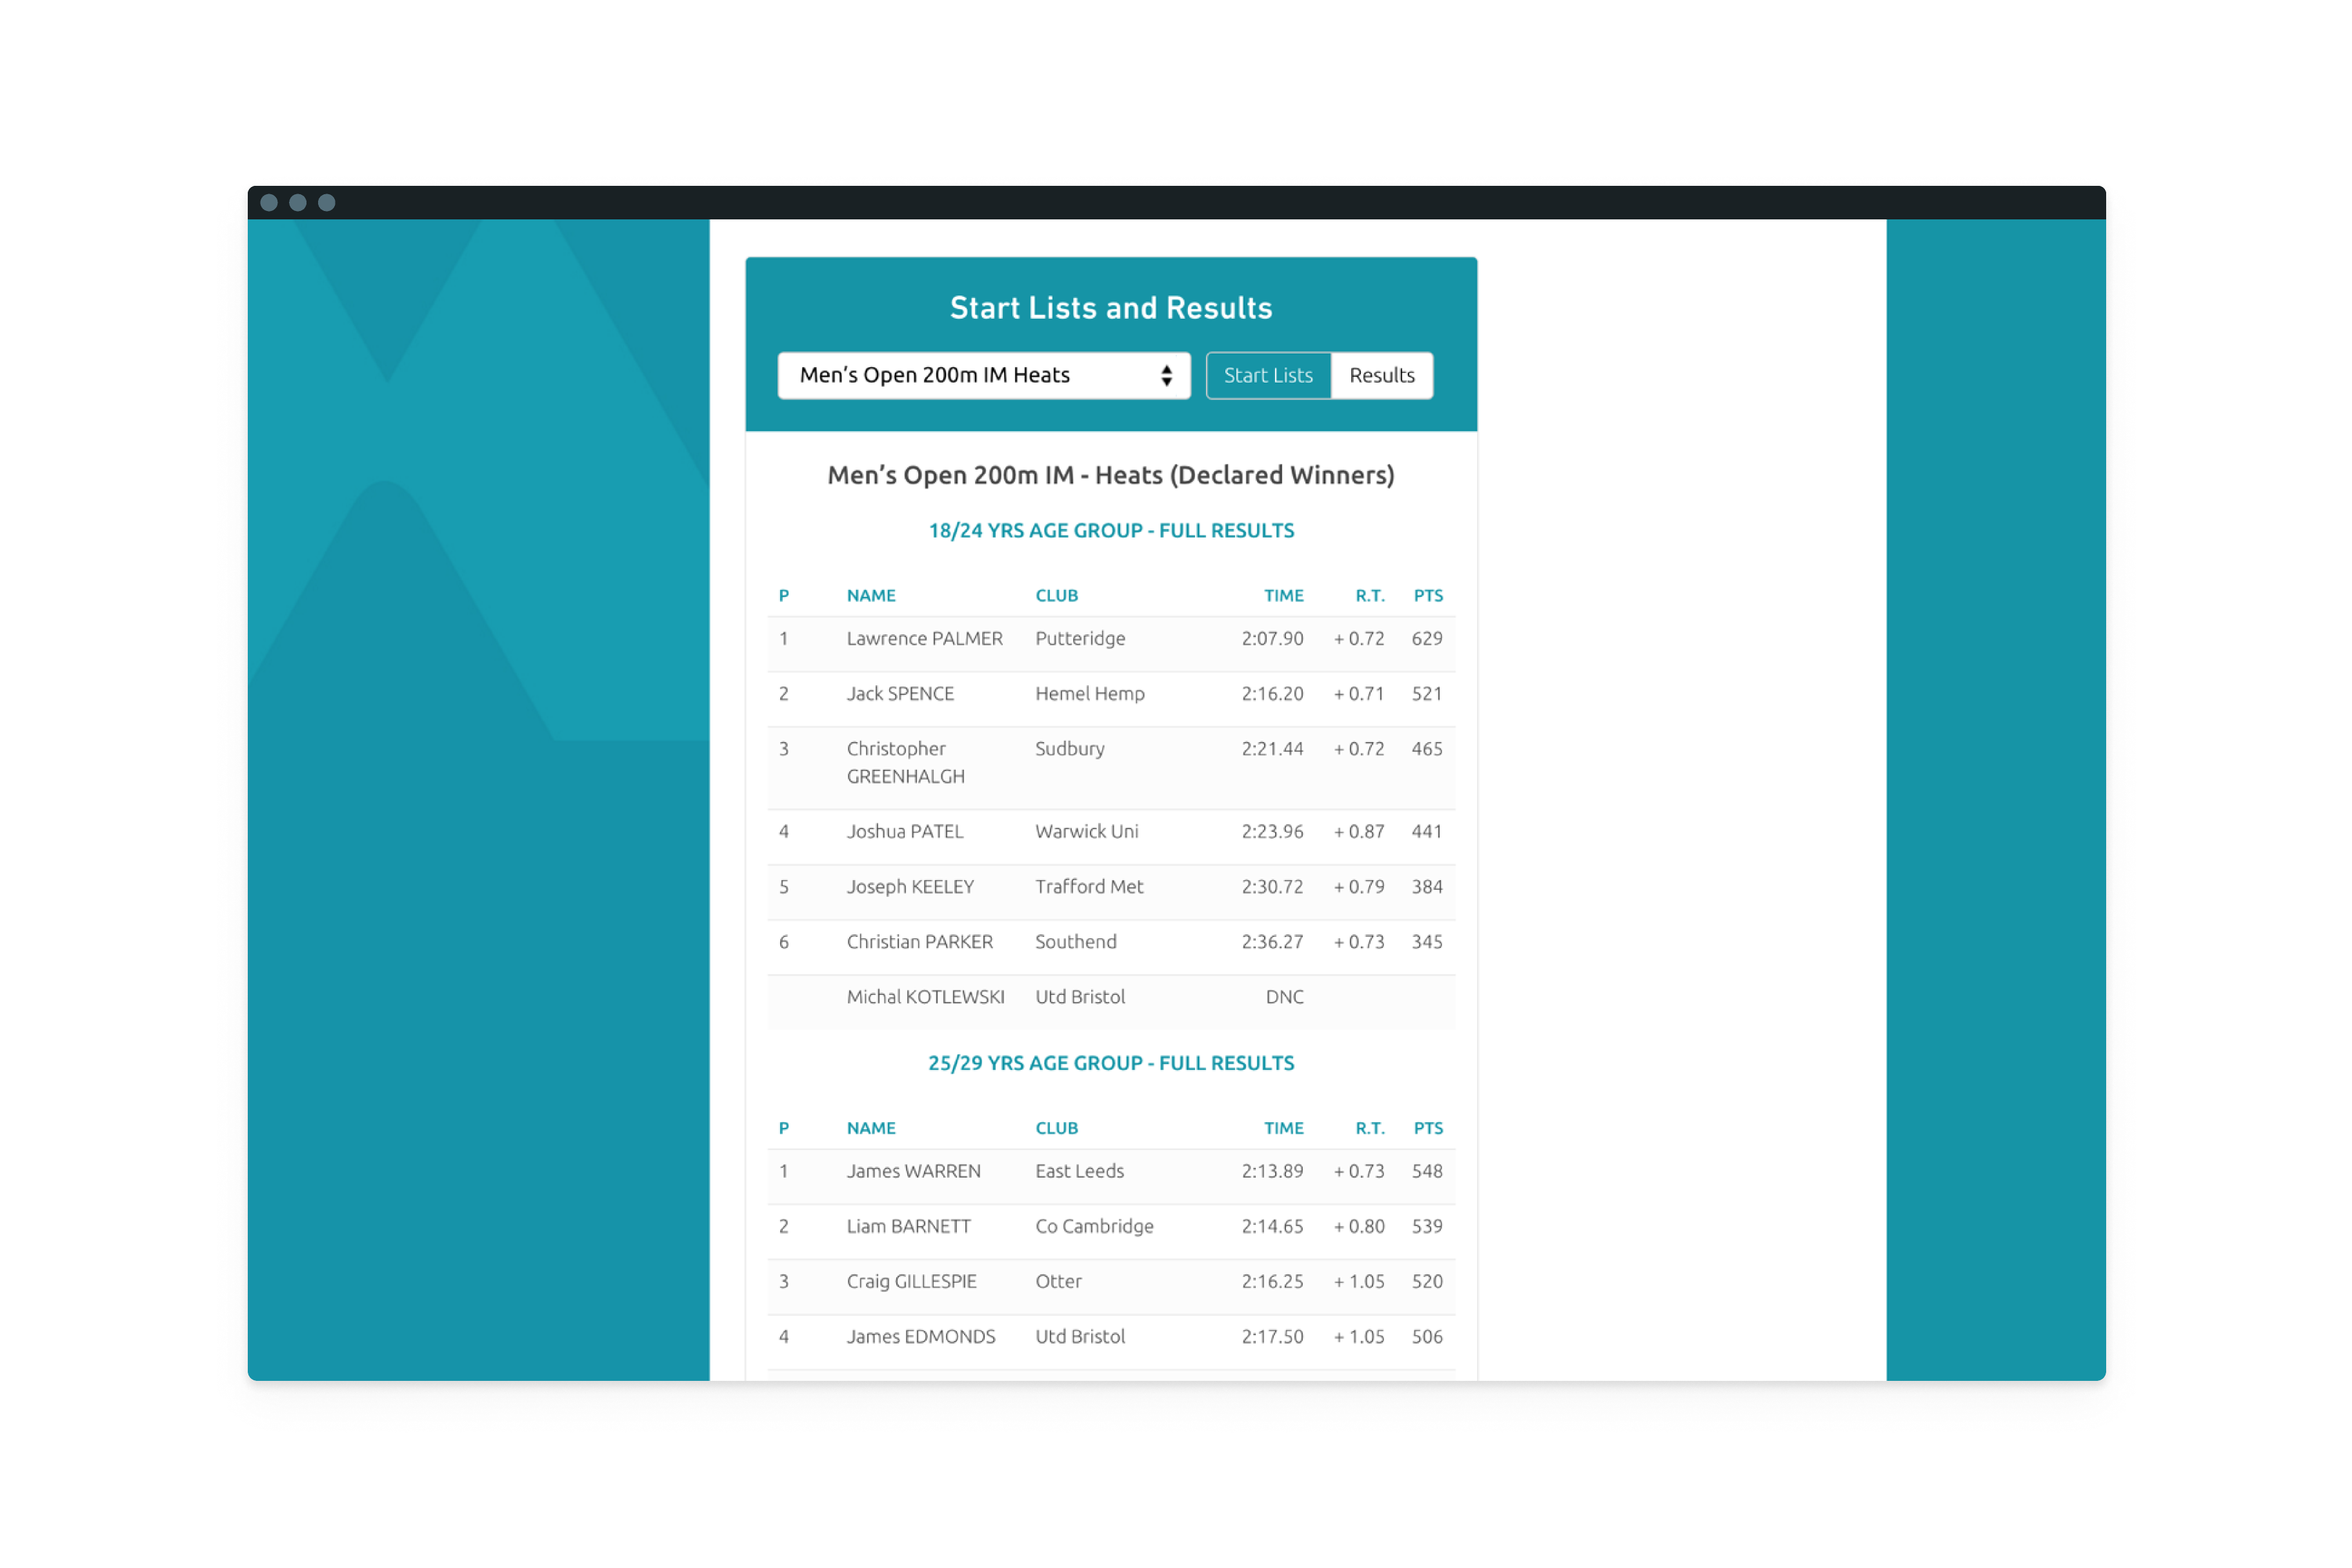 Start Lists and Results
Men’s Open 200m IM Heats Start Lists Results
Men’s Open 200m IM - Heats (Declared Winners)
18/24 YRS AGE GROUP - FULL RESULTS
P NAME CLUB TIME R.T. PTS
1 Lawrence PALMER Putteridge 2:07.90 + 0.72 629
2 Jack SPENCE Hemel Hemp 2:16.20 + 0.71 521
3 Christopher Sudbury 2:21.44 + 0.72 465
GREENHALGH
4 Joshua PATEL Warwick Uni 2:23.96 + 0.87 441
5 Joseph KEELEY Trafford Met 2:30.72 + 0.79 384
6 Christian PARKER Southend 2:36.27 + 0.73 345
Michal KOTLEWSKI Utd Bristol DNC
25/29 YRS AGE GROUP - FULL RESULTS
P NAME CLUB TIME R.T. PTS
1 James WARREN East Leeds 2:13.89 + 0.73 548
2 Liam BARNETT Co Cambridge 2:14.65 + 0.80 539
3 Craig GILLESPIE Otter 2:16.25 + 1.05 520
4 James EDMONDS Utd Bristol 2:17.50 + 1.05 506